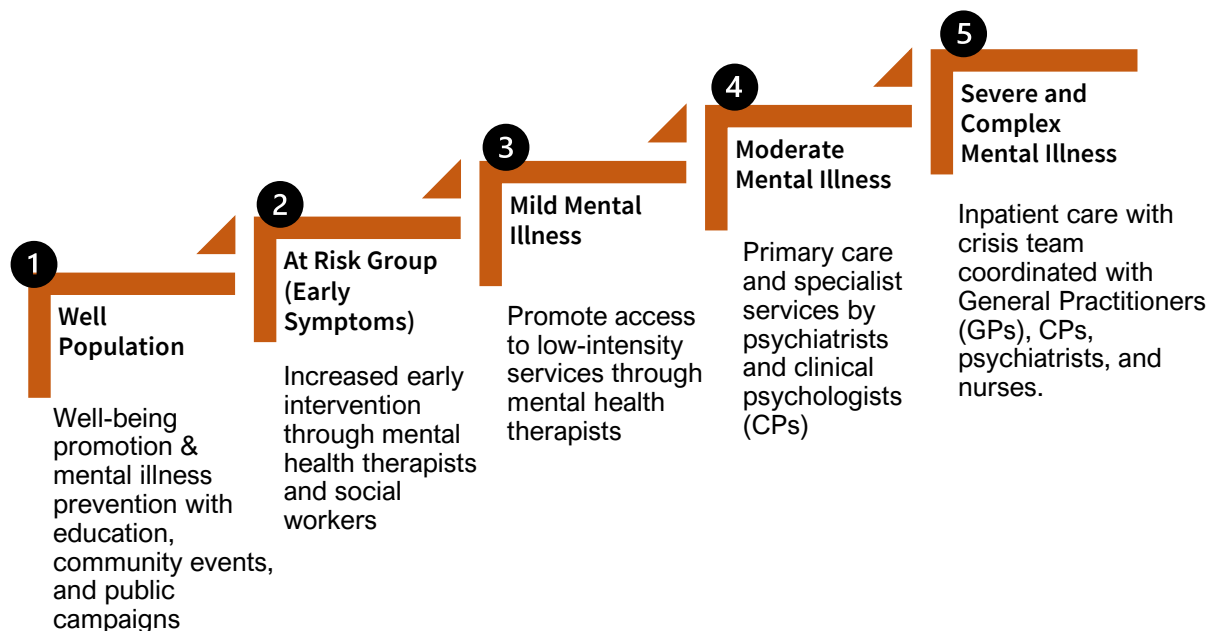 1
Well
Population
Well-being
promotion &
mental illness
prevention with
education,
community events,
and public
campaigns
2
At Risk Group
(Early
Symptoms)
Increased early
intervention
through mental
health therapists
and social
workers
3
Mild Mental
Illness
Promote access
to low-intensity
services through
mental health
therapists
4
Moderate
Mental Illness
Primary care
and specialist
services by
psychiatrists
and clinical
psychologists
(CPs)
5
Severe and
Complex
Mental Illness
Inpatient care with
crisis team
coordinated with
General Practitioners
(GPs), CPs,
psychiatrists, and
nurses.